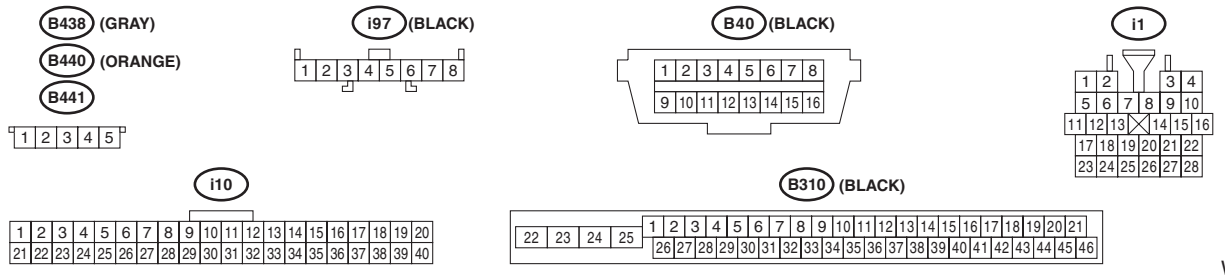 B438 (GRAY)
B440 (ORANGE)
B441
1 2 3 4 5
i97 (BLACK)
1 2 3 4 5 6 7 8
B40 (BLACK)
1 2 3 4 5 6 7 8
9 10 11 12 13 14 15 16
i1
1 2 3 4
5 6 7 8 9 10
11 12 13 14 15 16
17 18 19 20 21 22
23 24 25 26 27 28
i10
1 2 3 4 5 6 7 8 9 10 11 12 13 14 15 16 17 18 19 20
21 22 23 24 25 26 27 28 29 30 31 32 33 34 35 36 37 38 39 40
B310 (BLACK)
22 23 24 25 1 2 3 4 5 6 7 8 9 10 11 12 13 14 15 16 17 18 19 20 21
26 27 28 29 30 31 32 33 34 35 36 37 38 39 40 41 42 43 44 45 46